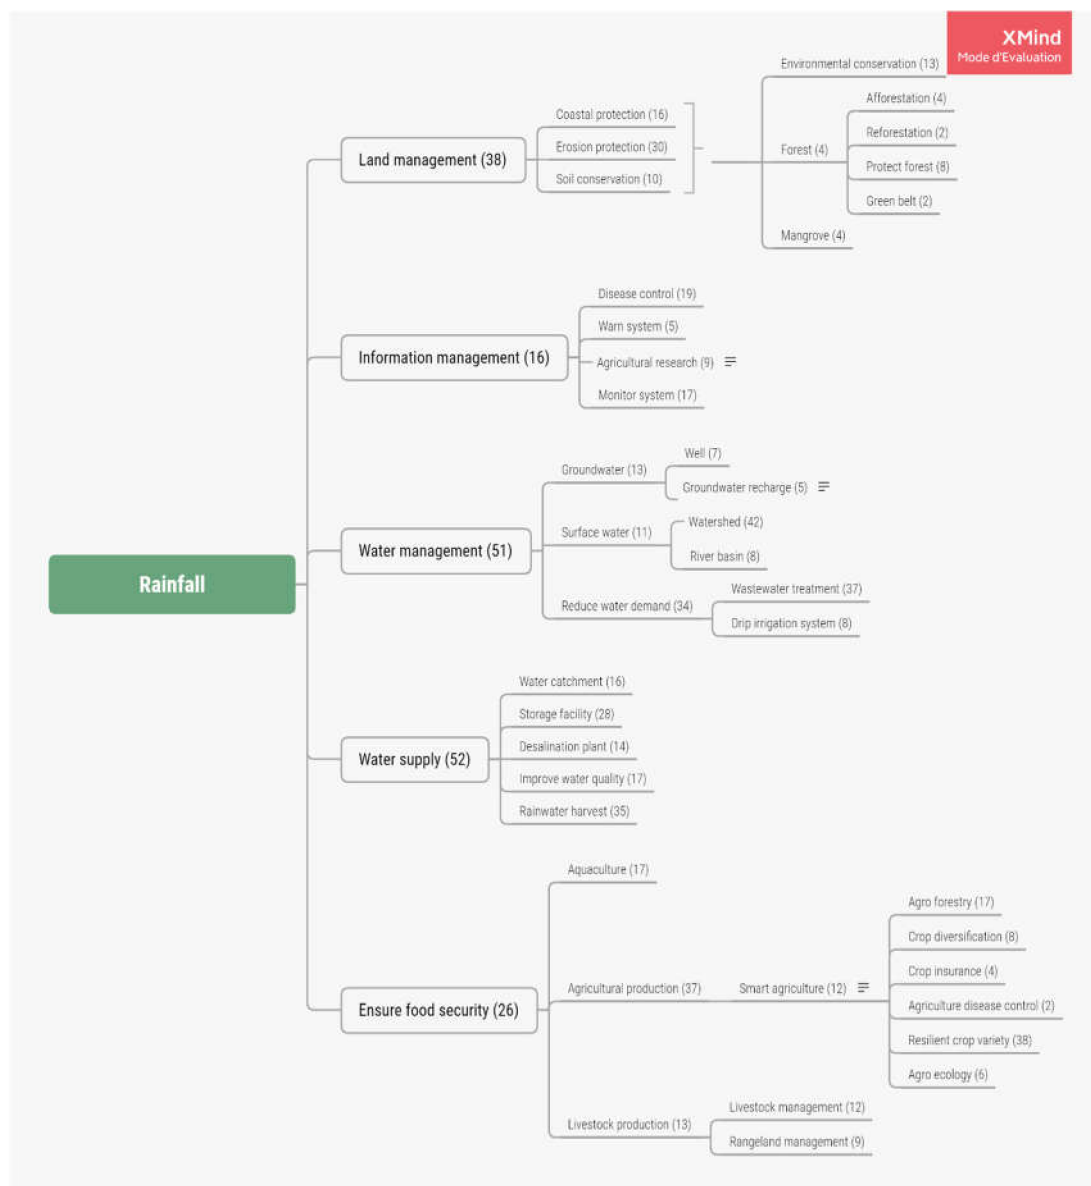 XMind
Mode d'Evaluation
Environmental conservation (13)
Afforestation (4)
Coastal protection (16)
Reforestation (2)
Land management (38)
Erosion protection (30)
Forest (4)
Protect forest (8)
Soil conservation (10)
Green belt (2)
Mangrove (4)
Disease control (19)
Warn system (5)
Information management (16)
Agricultural research (9)
Monitor system (17)
Well (7)
Groundwater (13)
Groundwater recharge (5)
Watershed (42)
Surface water (11)
Water management (51)
River basin (8)
Rainfall
Wastewater treatment (37)
Reduce water demand (34)
Drip irrigation system (8)
Water catchment (16)
Storage facility (28)
Desalination plant (14)
Water supply (52)
Improve water quality (17)
Rainwater harvest (35)
Aquaculture (17)
Agro forestry (17)
Crop diversification (8)
Crop insurance (4)
Agricultural production (37)
Smart agriculture (12)
Agriculture disease control (2)
Ensure food security (26)
Resilient crop variety (38)
Agro ecology (6)
Livestock management (12)
Livestock production (13)
Rangeland management (9)